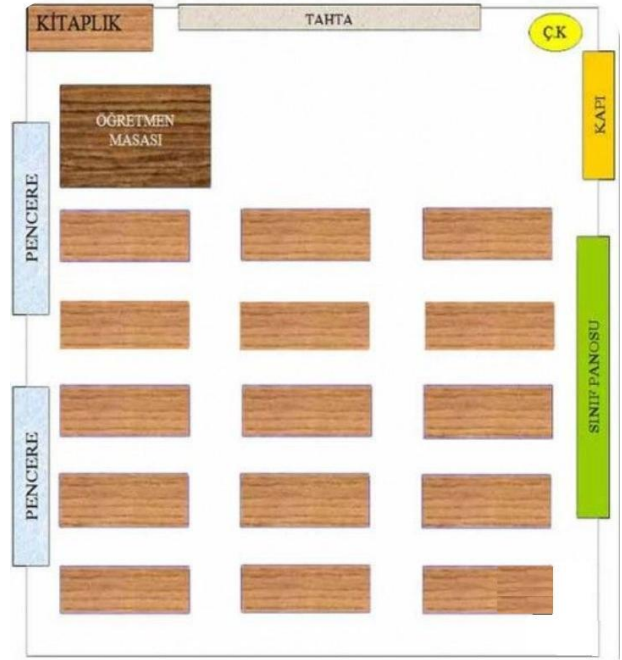 KİTAPLIK
TAHTA
Ç.K
KAPI
ÖĞRETMEN
MASASI
PENCERE
SINIF PANOSU
PENCERE